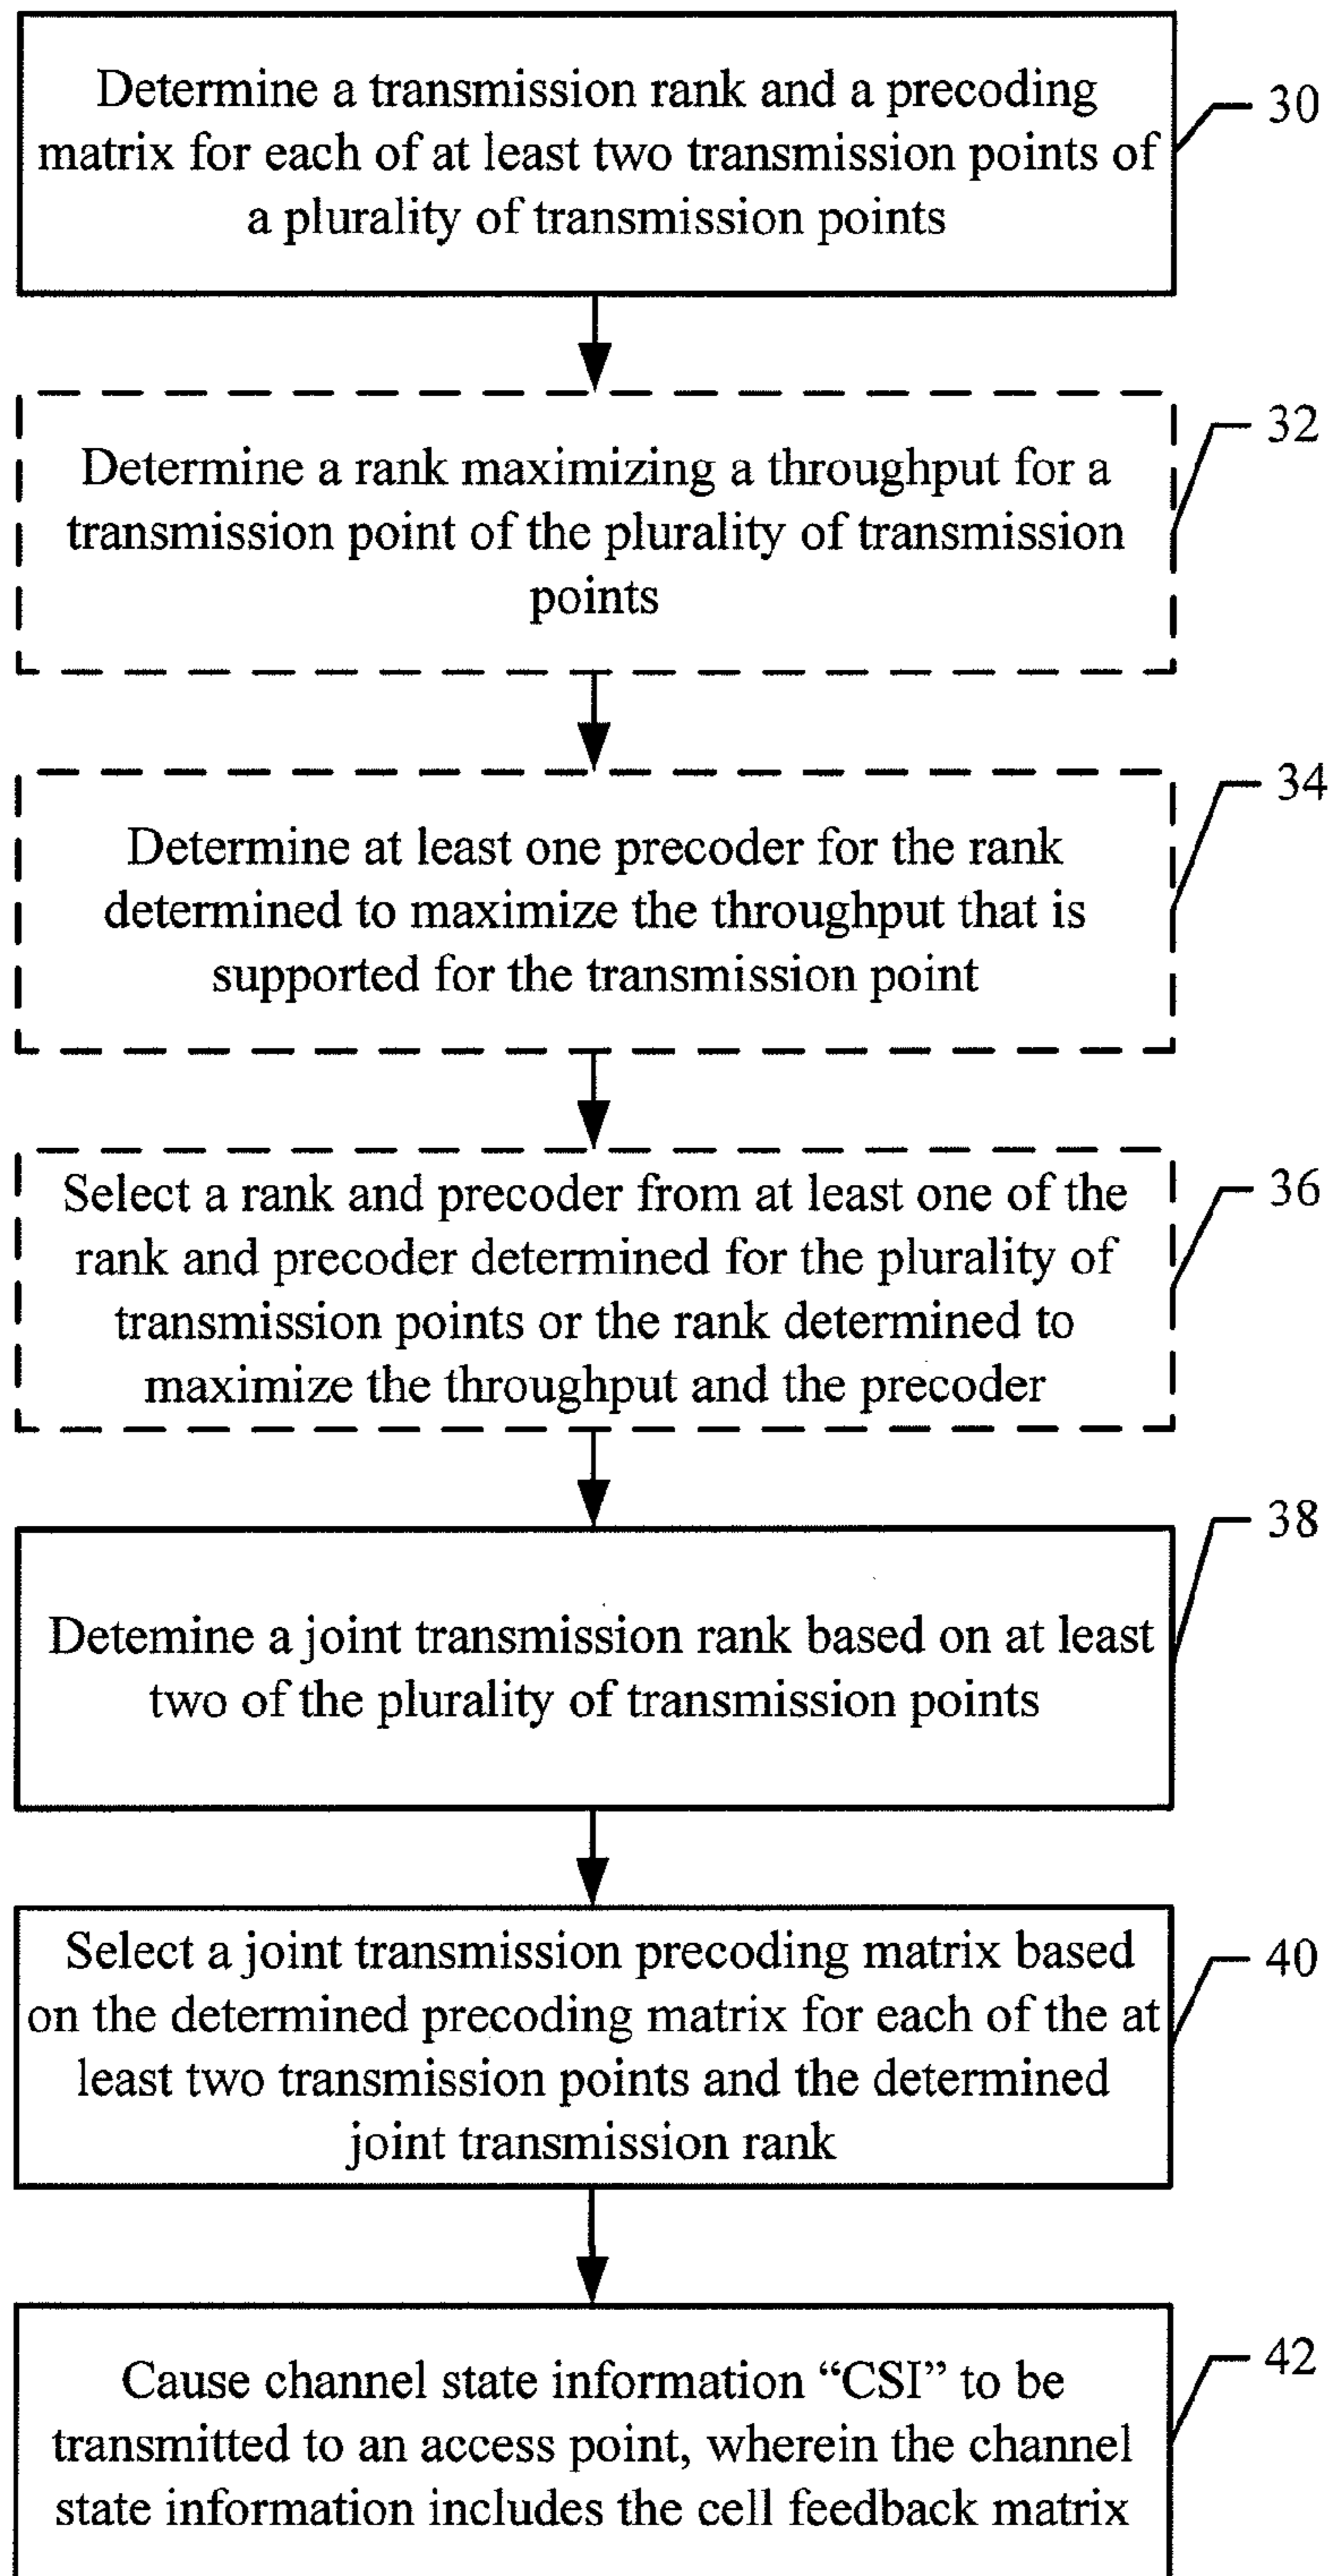 Determine a transmission rank and a precoding
matrix for each of at least two transmission points of
a plurality of transmission points
30
Determine a rank maximizing a throughput for a
transmission point of the plurality of transmission
points
32
Determine at least one precoder for the rank
determined to maximize the throughput that is
supported for the transmission point
34
Select a rank and precoder from at least one of the
rank and precoder determined for the plurality of
transmission points or the rank determined to
maximize the throughput and the precoder
36
Detemine a joint transmission rank based on at least
two of the plurality of transmission points
38
Select a joint transmission precoding matrix based
on the determined precoding matrix for each of the at
least two transmission points and the determined
joint transmission rank
40
Cause channel state information “CSI” to be
transmitted to an access point, wherein the channel
state information includes the cell feedback matrix
42